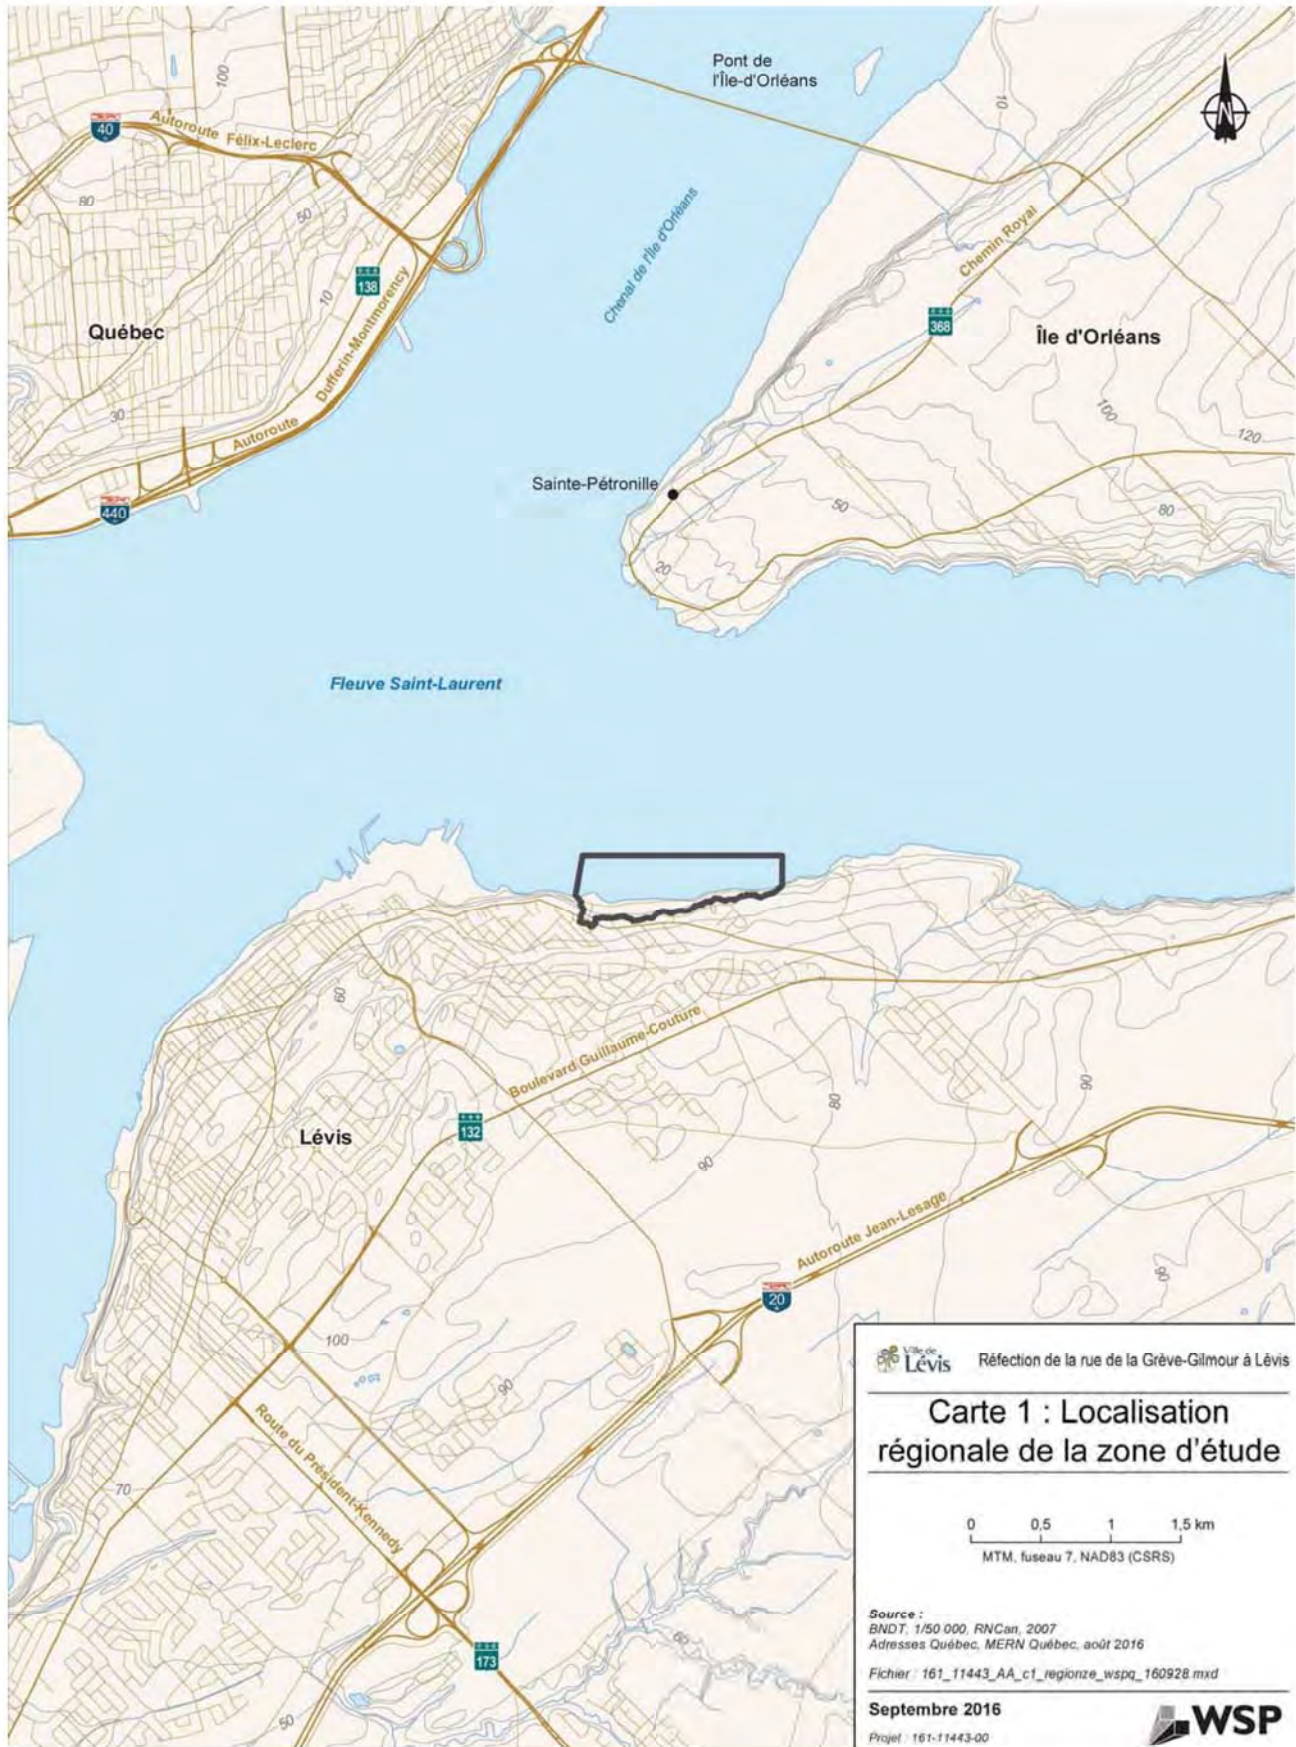 Pont de
l'Île-d'Orléans
10
N
100
40
Autoroute Félix-Leclerc
80
50
Chenal de l'Île d'Orléans
Chemin Royal
138
10
368
Québec
Île d'Orléans
Autoroute Dufferin-Montmorency
30
100
120
Sainte-Pétronille
440
50
80
20
Fleuve Saint-Laurent
60
Boulevard Guillaume-Couture
80
90
132
Lévis
90
Autoroute Jean-Lesage
90
20
100
90
Route du Président-Kennedy
70
60
173
50
Ville de
Lévis
Réfection de la rue de la Grève-Gilmour à Lévis
Carte 1 : Localisation
régionale de la zone d'étude
0 0,5 1 1,5 km
MTM, fuseau 7, NAD83 (CSRS)
Source :
BNDT, 1/50 000, RNCan, 2007
Adresses Québec, MERN Québec, août 2016
Fichier : 161_11443_AA_c1_regionze_wspq_160928.mxd
Septembre 2016
Projet : 161-11443-00
WSP